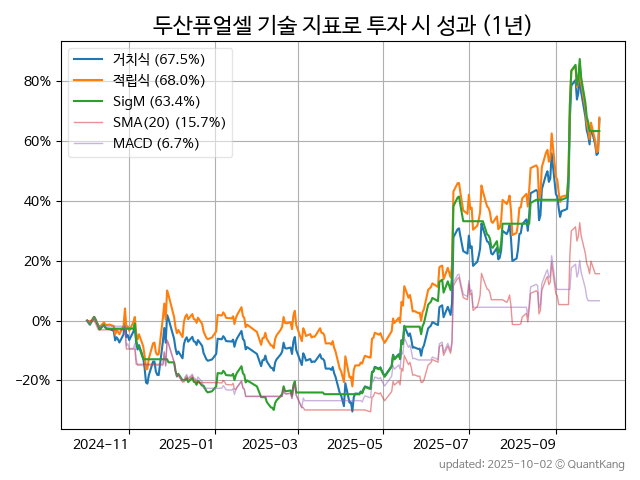 두산퓨얼셀 기술 지표로 투자 시 성과 (1년)
거치식 (67.5%)
적립식 (68.0%)
SigM (63.4%)
SMA(20) (15.7%)
MACD (6.7%)
80%
60%
40%
20%
0%
−20%
2024-11
2025-01
2025-03
2025-05
2025-07
2025-09
updated: 2025-10-02 © QuantKang